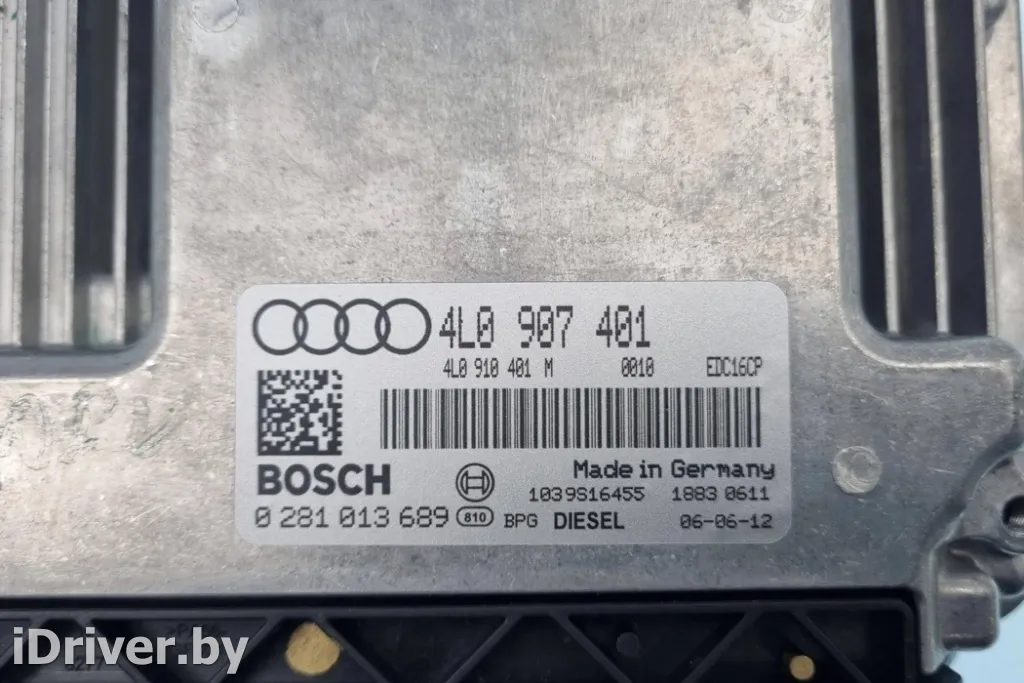 4L0 907 401
4L0 910 401 M 0010 EDC16CP
BOSCH
Made in Germany
1039S16455 1883 0611
0 281 013 689 810 BPG DIESEL 06-06-12
iDriver.by